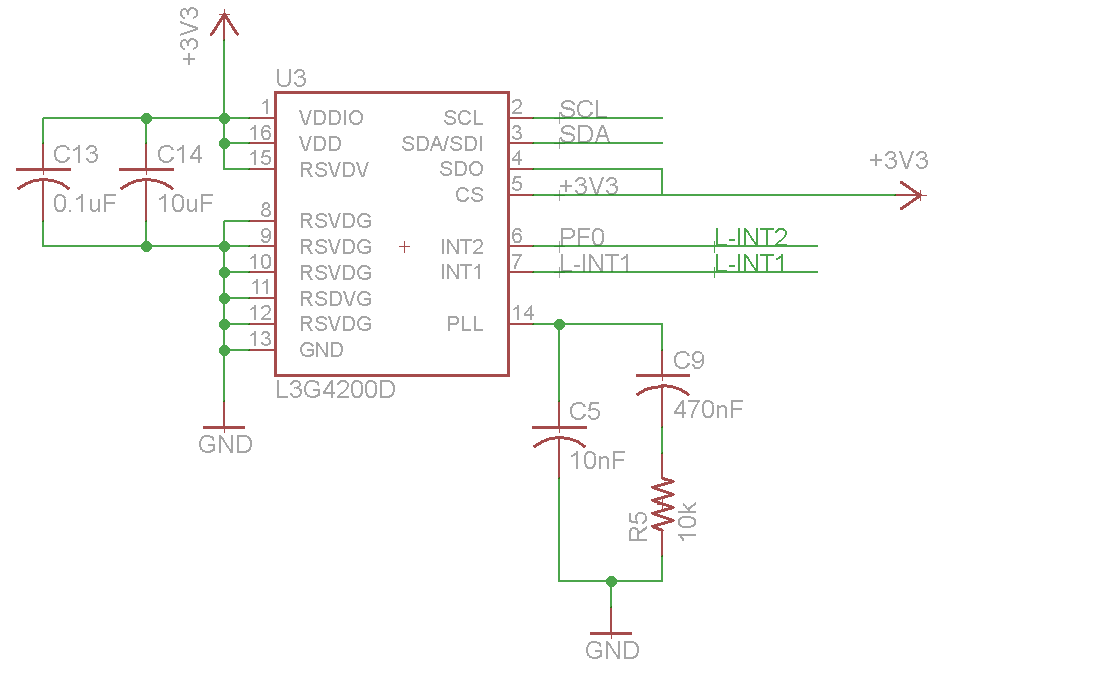 +3V3
U3
1 VDDIO SCL 2 SCL
16 VDD SDA/SDI 3 SDA
15 RSVDV SDO 4
CS 5 +3V3
+3V3
C13 C14
0.1uF 10uF
8 RSVDG
9 RSVDG INT2 6 PF0 L-INT2
10 RSVDG INT1 7 L-INT1 L-INT1
11 RSDVG
12 RSVDG PLL 14
13 GND
L3G4200D
GND
C9
470nF
C5
10nF
R5
10k
GND